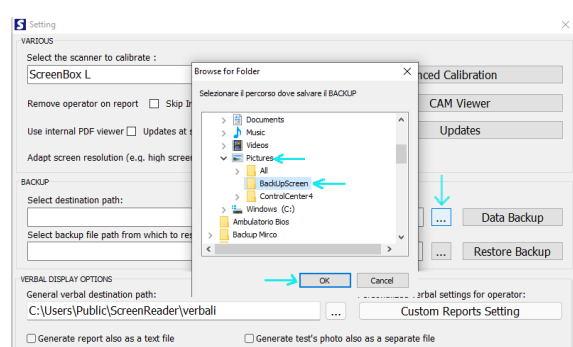 Setting
VARIOUS
Select the scanner to calibrate :
ScreenBox L
Calibration
Remove operator on report Skip
CAM Viewer
Use internal PDF viewer Updates at
Updates
Adapt screen resolution (e.q. high
Browse for Folder
Selezionare il percorso dove salvare il BACKUP
Documents
Music
Videos
Pictures
All
BackUpScreen
ControlCenter4
Windows (C:)
Ambulatorio Bios
Backup Mirco
OK Cancel
BACKUP
Select destination path:
... Data Backup
Select backup file path from which to
... Restore Backup
VERBAL DISPLAY OPTIONS
General verbal destination path:
verbal settings for operator:
C:\Users\Public\ScreenReader\verbali ... Custom Reports Setting
Generate report also as a text file Generate test's photo also as a separate file